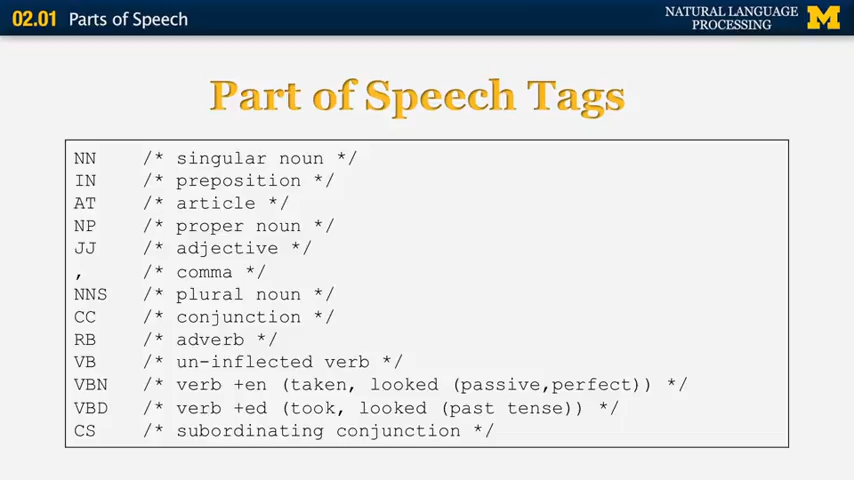 02.01 Parts of Speech
NATURAL LANGUAGE
PROCESSING
M
Part of Speech Tags
NN /* singular noun */
IN /* preposition */
AT /* article */
NP /* proper noun */
JJ /* adjective */
, /* comma */
NNS /* plural noun */
CC /* conjunction */
RB /* adverb */
VB /* un-inflected verb */
VBN /* verb +en (taken, looked (passive,perfect)) */
VBD /* verb +ed (took, looked (past tense)) */
CS /* subordinating conjunction */